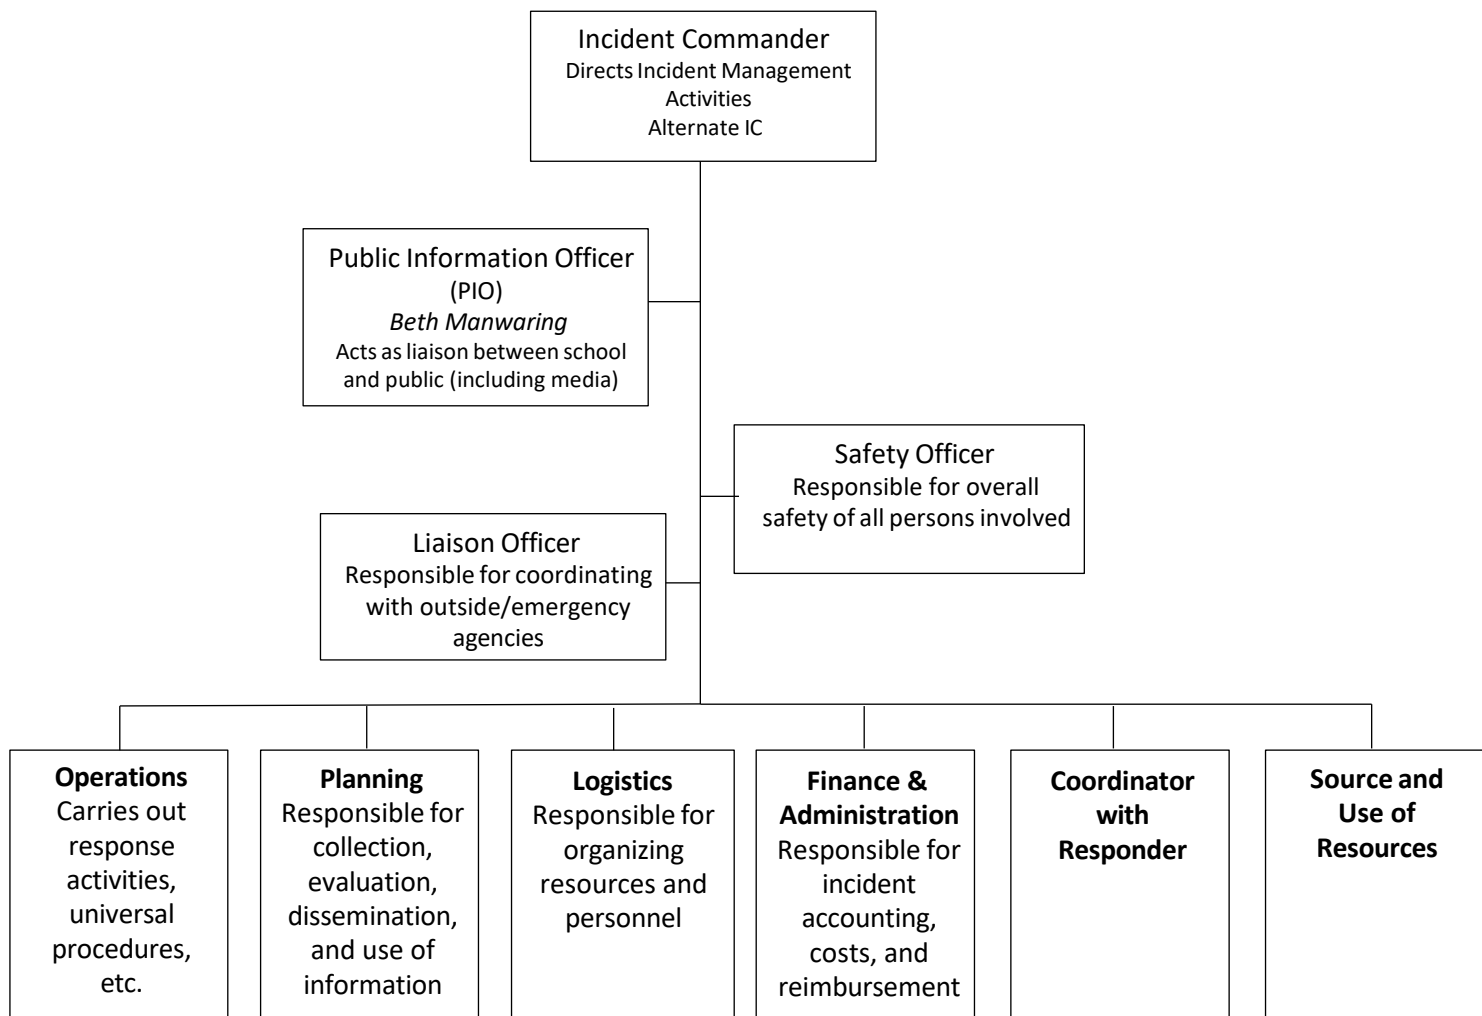 Incident Commander
Directs Incident Management
Activities
Alternate IC
Public Information Officer
(PIO)
Beth Manwaring
Acts as liaison between school
and public (including media)
Safety Officer
Responsible for overall
safety of all persons involved
Liaison Officer
Responsible for coordinating
with outside/emergency
agencies
Operations
Carries out
response
activities,
universal
procedures,
etc.
Planning
Responsible for
collection,
evaluation,
dissemination,
and use of
information
Logistics
Responsible for
organizing
resources and
personnel
Finance &
Administration
Responsible for
incident
accounting,
costs, and
reimbursement
Coordinator
with
Responder
Source and
Use of
Resources